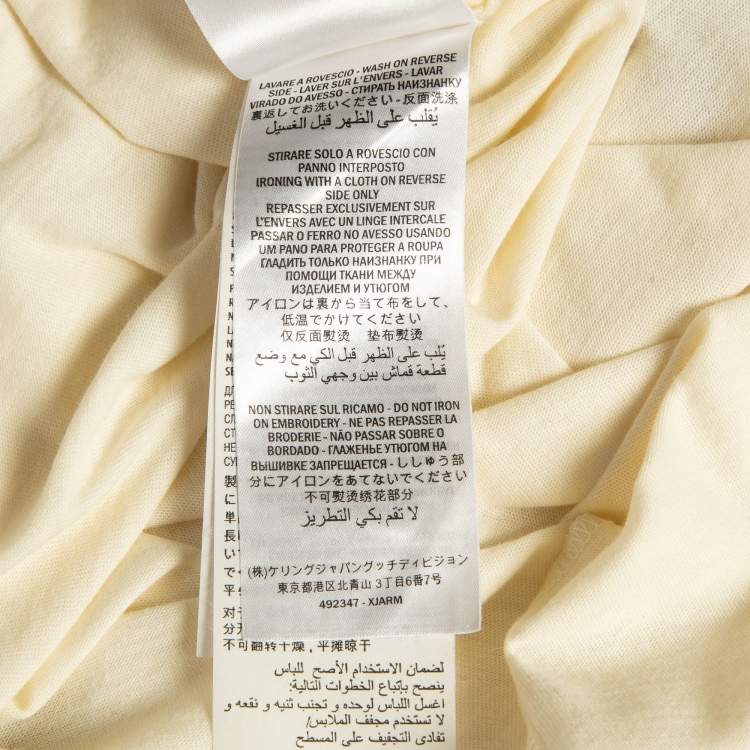 LAVARE A ROVESCIO - WASH ON REVERSE
SIDE - LAVER SUR L'ENVERS - LAVAR
VIRADO DO AVESSO - СТИРАТЬ НАИЗНАНКУ
裏返してお洗いください - 反面洗涤
يُقلب على الظهر قبل الغسيل
STIRARE SOLO A ROVESCIO CON
PANNO INTERPOSTO
IRONING WITH A CLOTH ON REVERSE
SIDE ONLY
REPASSER EXCLUSIVEMENT SUR
L'ENVERS AVEC UN LINGE INTERCALE
PASSAR O FERRO NO AVESSO USANDO
UM PANO PARA PROTEGER A ROUPA
ГЛАДИТЬ ТОЛЬКО НАИЗНАНКУ ПРИ
ПОМОЩИ ТКАНИ МЕЖДУ
ИЗДЕЛИЕМ И УТЮГОМ
アイロンは裏から当て布をして、
低温でかけてください
仅反面熨烫 垫布熨烫
يُلب على الظهر قبل الكي مع وضع
قطعة قماش بين وجهي الثوب
NON STIRARE SUL RICAMO - DO NOT IRON
ON EMBROIDERY - NE PAS REPASSER LA
BRODERIE - NÃO PASSAR SOBRE O
BORDADO - ГЛАЖЕНЬЕ УТЮГОМ НА
ВЫШИВКЕ ЗАПРЕЩАЕТСЯ - ししゅう部
分にアイロンをあてないでください
不可熨烫绣花部分
لا تقم بكي التطريز
(株)ケリングジャパングッチディビジョン
東京都港区北青山 3丁目6番7号
492347 - XJARM
不可翻转干燥, 平摊晾干
لضمان الاستخدام الأصح للباس
ينصح بإتباع الخطوات التالية:
اغسل اللباس لوحده و تجنب ثنيه و نقعه و
لا تستخدم مجفف الملابس/
تفادى التجفيف على المسطح